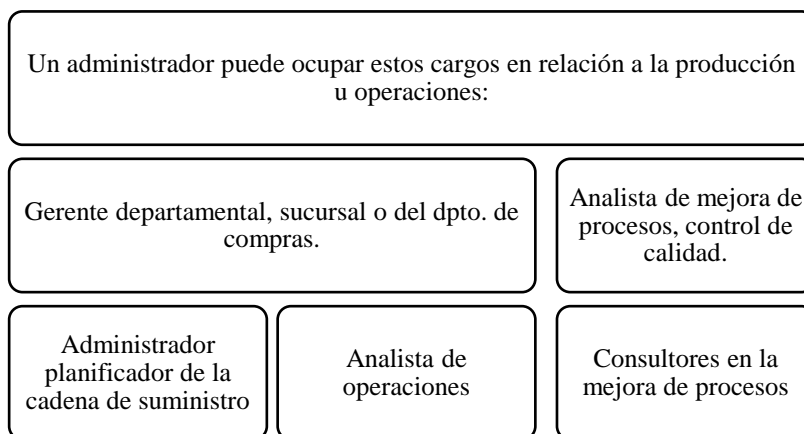 Un administrador puede ocupar estos cargos en relación a la producción
u operaciones:
Gerente departamental, sucursal o del dpto. de
compras.
Analista de mejora de
procesos, control de
calidad.
Administrador
planificador de la
cadena de suministro
Analista de
operaciones
Consultores en la
mejora de procesos